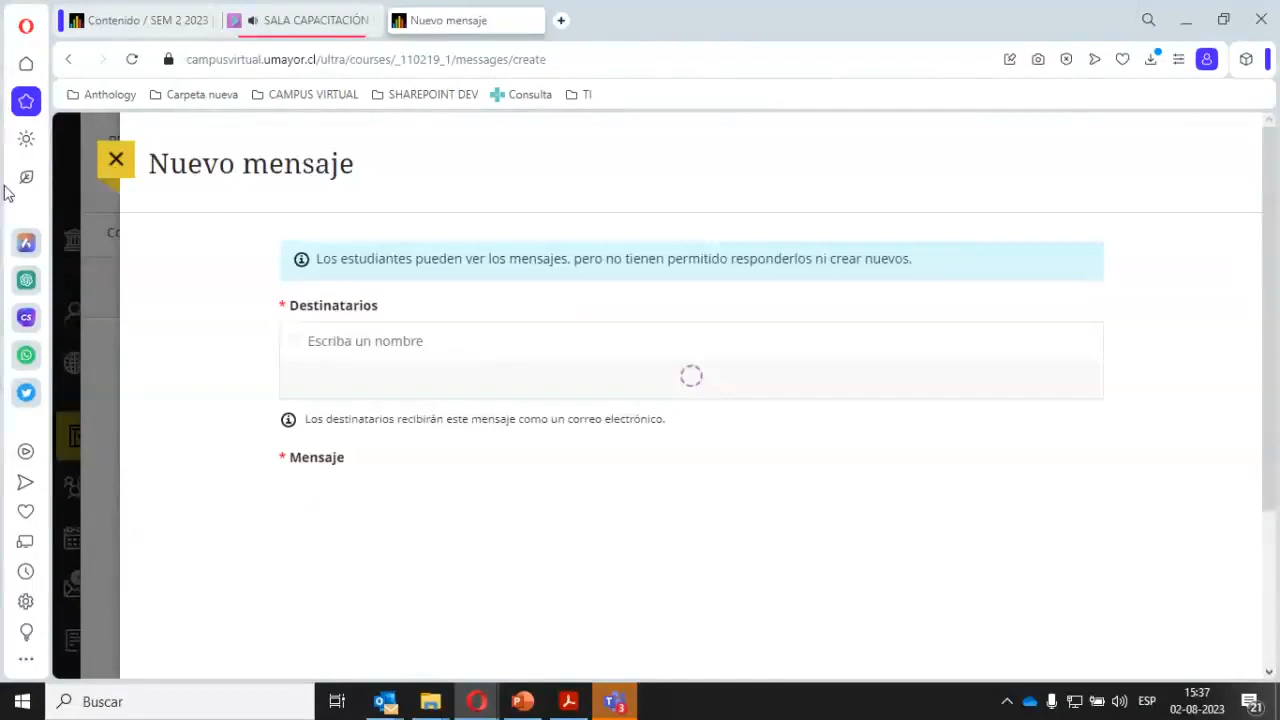 Contenido / SEM 2 2023
SALA CAPACITACIÓN
Nuevo mensaje
campusvirtual.umayor.cl/ultra/courses/_110219_1/messages/create
Anthology
Carpeta nueva
CAMPUS VIRTUAL
SHAREPOINT DEV
Consulta
TI
Nuevo mensaje
Los estudiantes pueden ver los mensajes, pero no tienen permitido responderlos ni crear nuevos.
* Destinatarios
Escriba un nombre
Los destinatarios recibirán este mensaje como un correo electrónico.
* Mensaje
CS
Buscar
3
ESP
15:37
02-08-2023
21